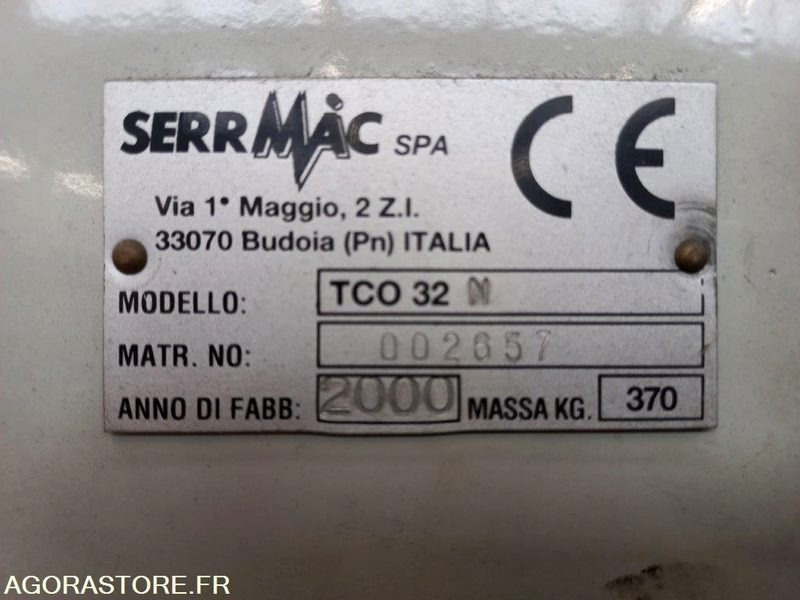 SERRMAC SPA
CE
Via 1° Maggio, 2 Z.I.
33070 Budoia (Pn) ITALIA
MODELLO: TCO 32 N
MATR. NO: 002657
ANNO DI FABB: 2000 MASSA KG. 370
AGORASTORE.FR